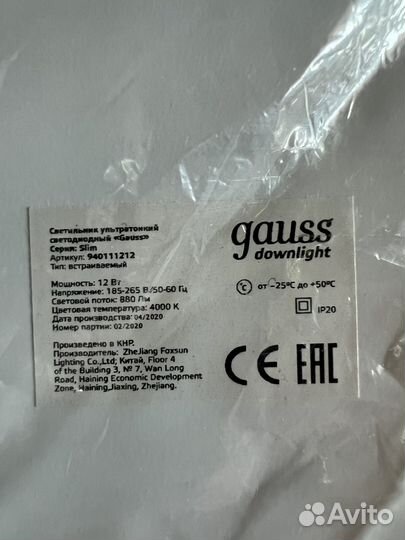 Светильник ультратонкий
светодиодный «Gauss»
Серия: Slim
Артикул: 940111212
Тип: встраиваемый
Мощность: 12 Вт
Напряжение: 185-265 В/50-60 Гц
Световой поток: 880 Лм
Цветовая температура: 4000 К
Дата производства: 04/2020
Номер партии: 02/2020
Произведено в КНР.
Производитель: ZheJiang Foxsun
Lighting Co.,Ltd; Китай, Floor 4
of the Building 3, № 7, Wan Long
Road, Haining Economic Development
Zone, Haining,Jiaxing, Zhejiang.
gauss
downlight
°C от -25°C до +50°C
IP20
CE EAC
Avito